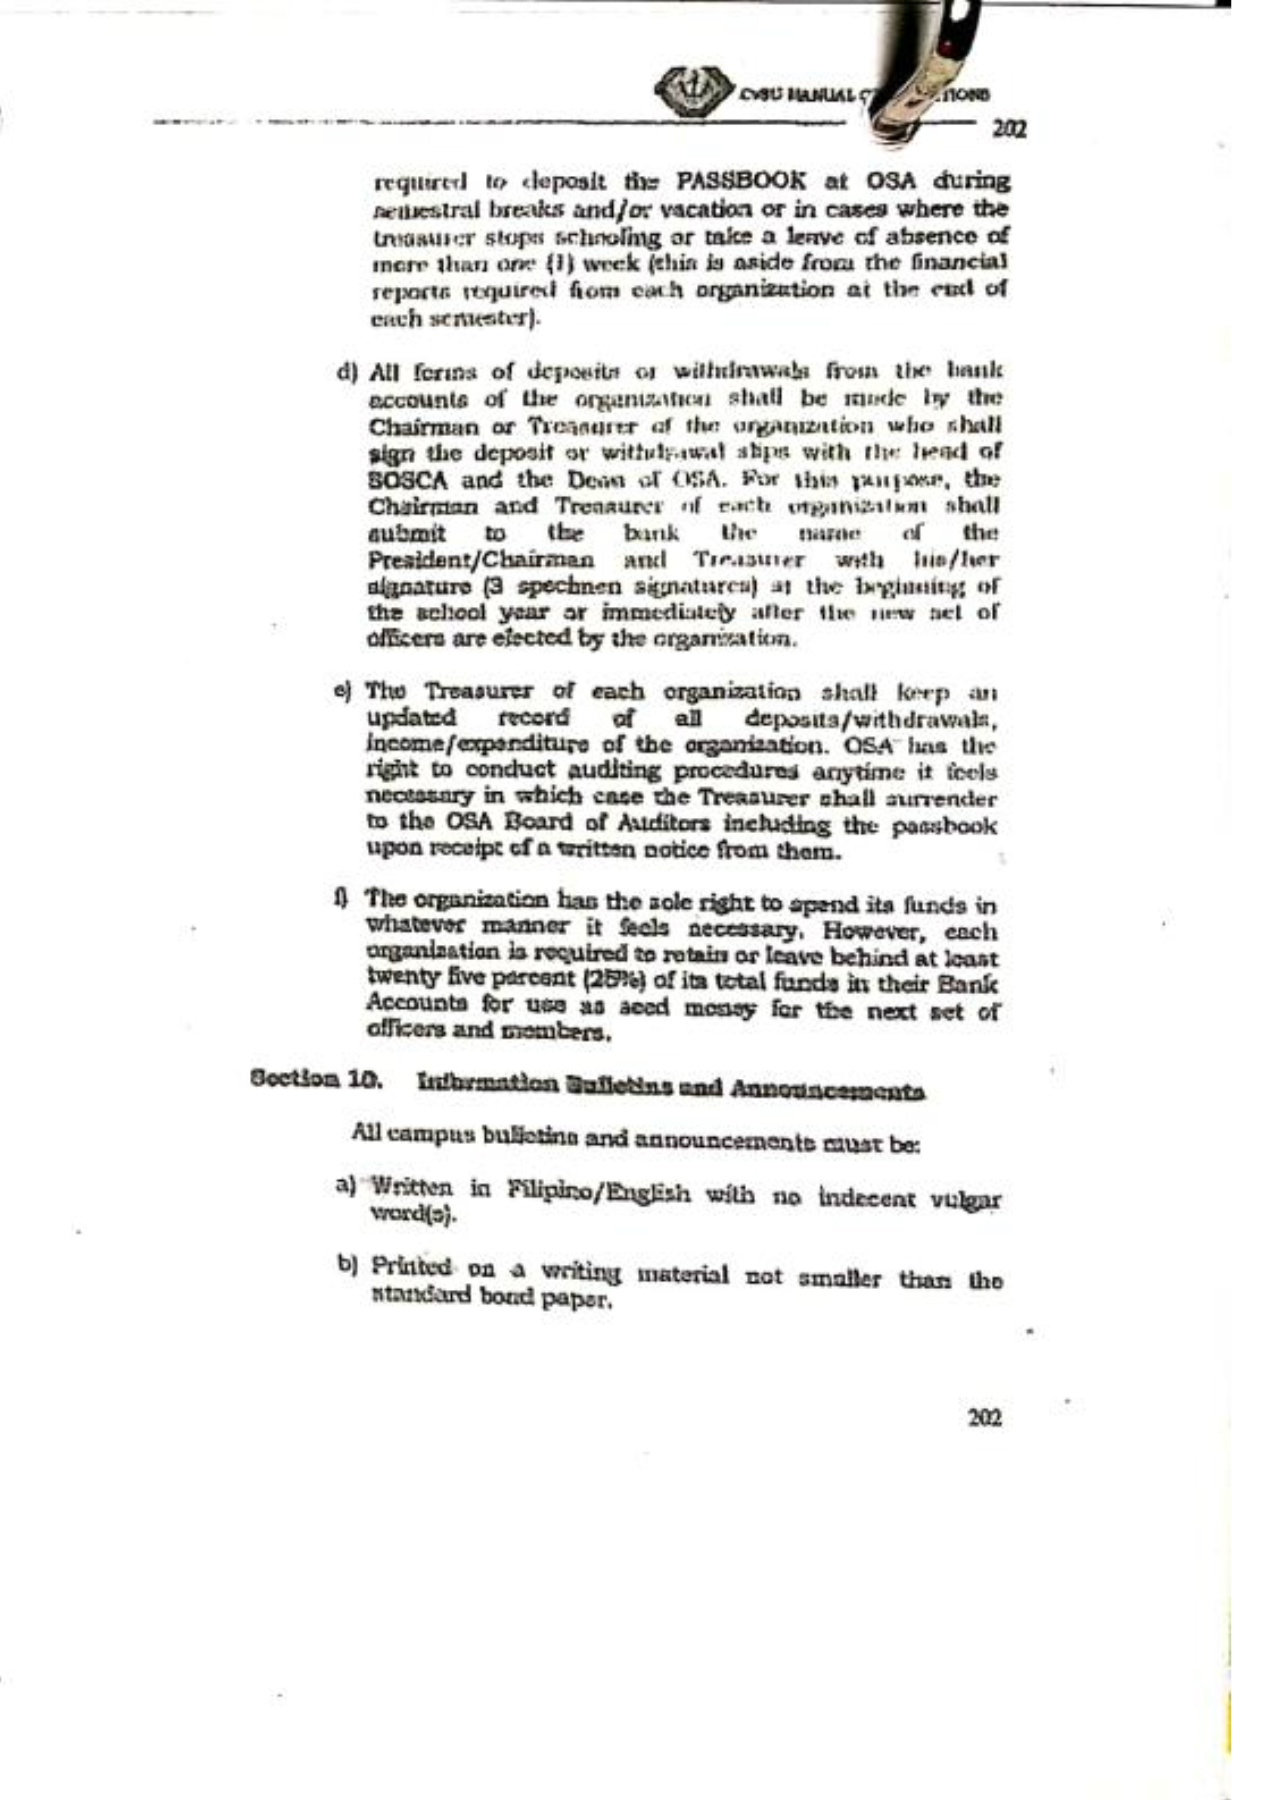 CvSU MANUAL
202
required to deposit the PASSBOOK at OSA during
semestral breaks and/or vacation or in cases where the
treasurer stops schooling or take a leave of absence of
more than one (1) week (this is aside from the financial
reports required from each organization at the end of
each semester).
d) All forms of deposits or withdrawals from the bank
accounts of the organization shall be made by the
Chairman or Treasurer of the organization who shall
sign the deposit or withdrawal slips with the head of
SOSCA and the Dean of OSA. For this purpose, the
Chairman and Treasurer of each organization shall
submit to the bank the name of the
President/Chairman and Treasurer with his/her
signature (3 specimen signatures) at the beginning of
the school year or immediately after the new set of
officers are elected by the organization.
e) The Treasurer of each organization shall keep an
updated record of all deposits/withdrawals,
income/expenditure of the organization. OSA has the
right to conduct auditing procedures anytime it feels
necessary in which case the Treasurer shall surrender
to the OSA Board of Auditors including the passbook
upon receipt of a written notice from them.
f) The organization has the sole right to spend its funds in
whatever manner it feels necessary. However, each
organization is required to retain or leave behind at least
twenty five percent (25%) of its total funds in their Bank
Accounts for use as seed money for the next set of
officers and members.
Section 10. Information Bulletins and Announcements
All campus bulletins and announcements must be:
a) Written in Filipino/English with no indecent vulgar
word(s).
b) Printed on a writing material not smaller than the
standard bond paper.
202